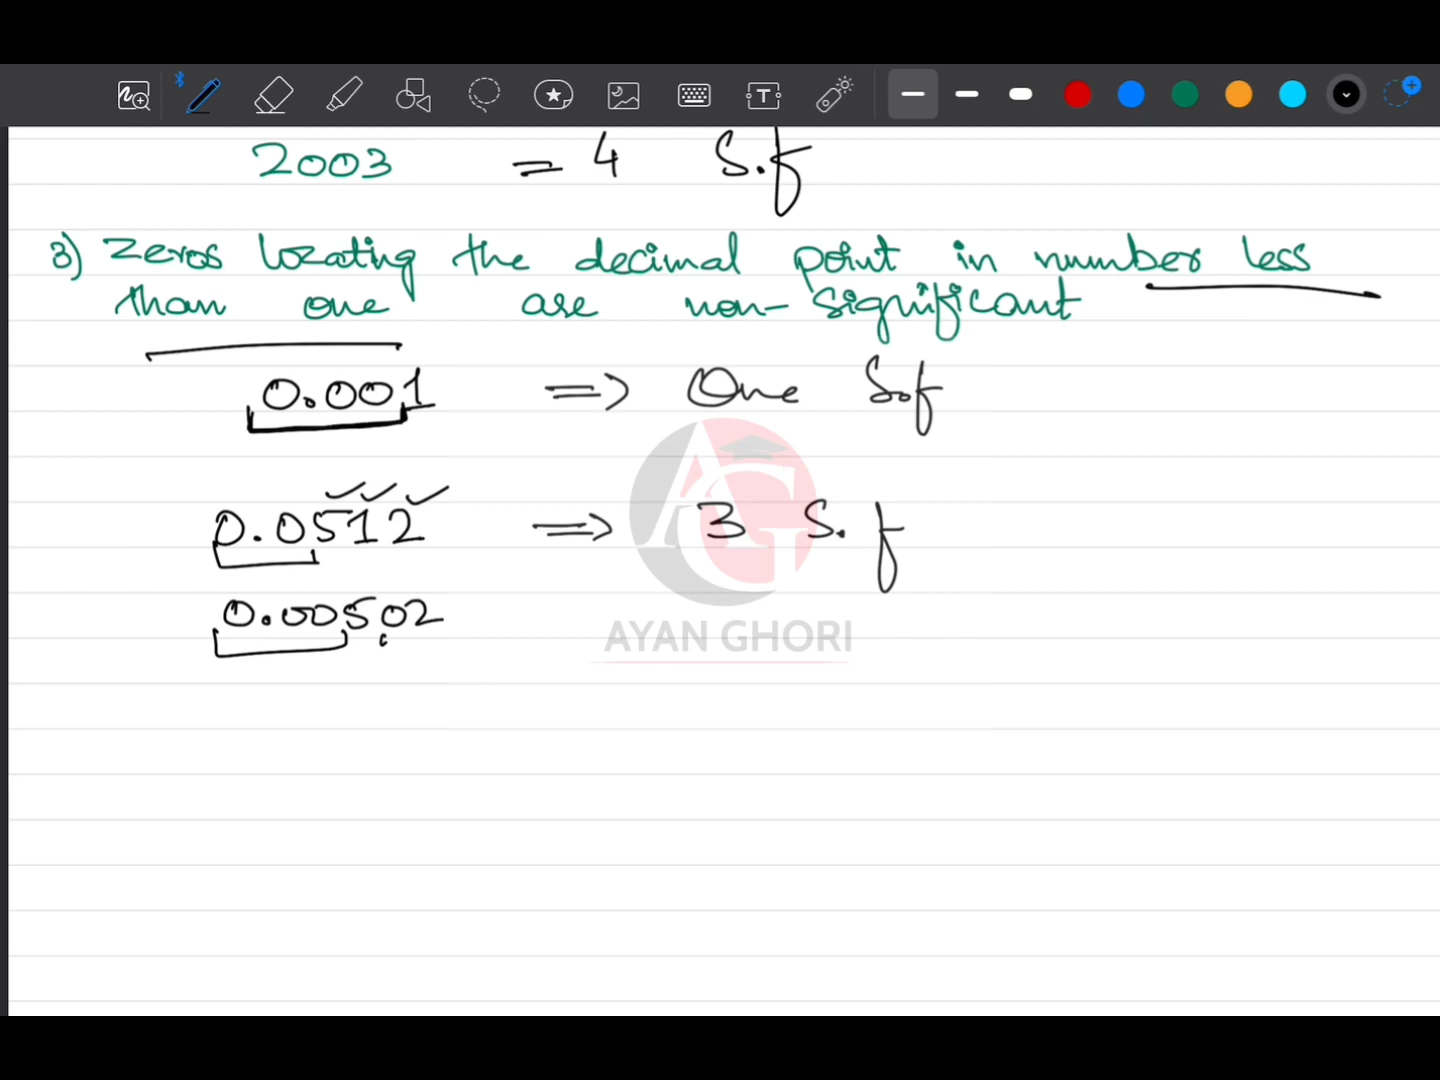 2003 = 4 S.f
3) Zeros locating the decimal point in number less
than one are non-Significant
0.001 => One S.f
0.0512 => 3 S.f
0.00502
AYAN GHORI